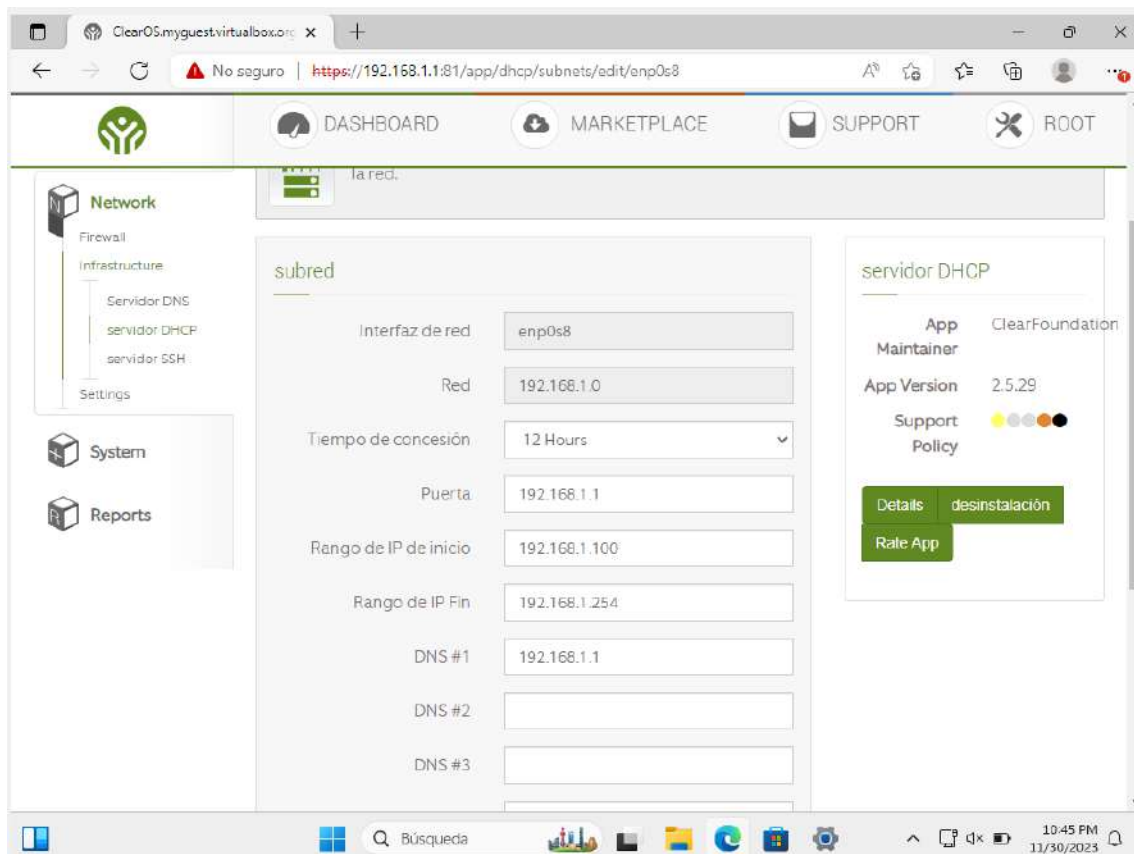 ClearOS.myguest.virtualbox.org
No seguro
https://192.168.1.1:81/app/dhcp/subnets/edit/enp0s8
DASHBOARD
MARKETPLACE
SUPPORT
ROOT
Network
Firewall
Infrastructure
Servidor DNS
servidor DHCP
servidor SSH
Settings
System
Reports
la red.
subred
Interfaz de red
enp0s8
Red
192.168.1.0
Tiempo de concesión
12 Hours
Puerta
192.168.1.1
Rango de IP de inicio
192.168.1.100
Rango de IP Fin
192.168.1.254
DNS #1
192.168.1.1
DNS #2
DNS #3
servidor DHCP
App
Maintainer
ClearFoundation
App Version
2.5.29
Support
Policy
Details
desinstalación
Rate App
Búsqueda
10:45 PM
11/30/2023